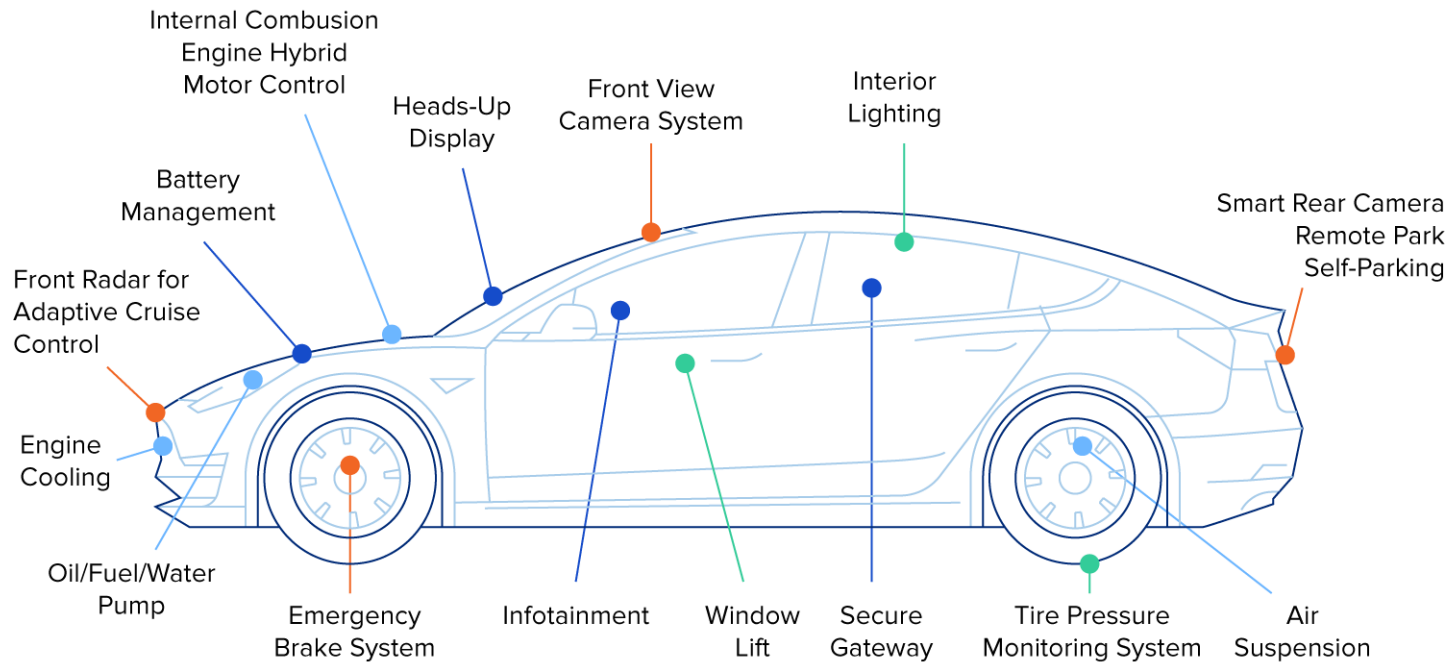 Internal Combusion
Engine Hybrid
Motor Control
Heads-Up
Display
Front View
Camera System
Interior
Lighting
Battery
Management
Smart Rear Camera
Remote Park
Self-Parking
Front Radar for
Adaptive Cruise
Control
Engine
Cooling
Oil/Fuel/Water
Pump
Emergency
Brake System
Infotainment
Window
Lift
Secure
Gateway
Tire Pressure
Monitoring System
Air
Suspension